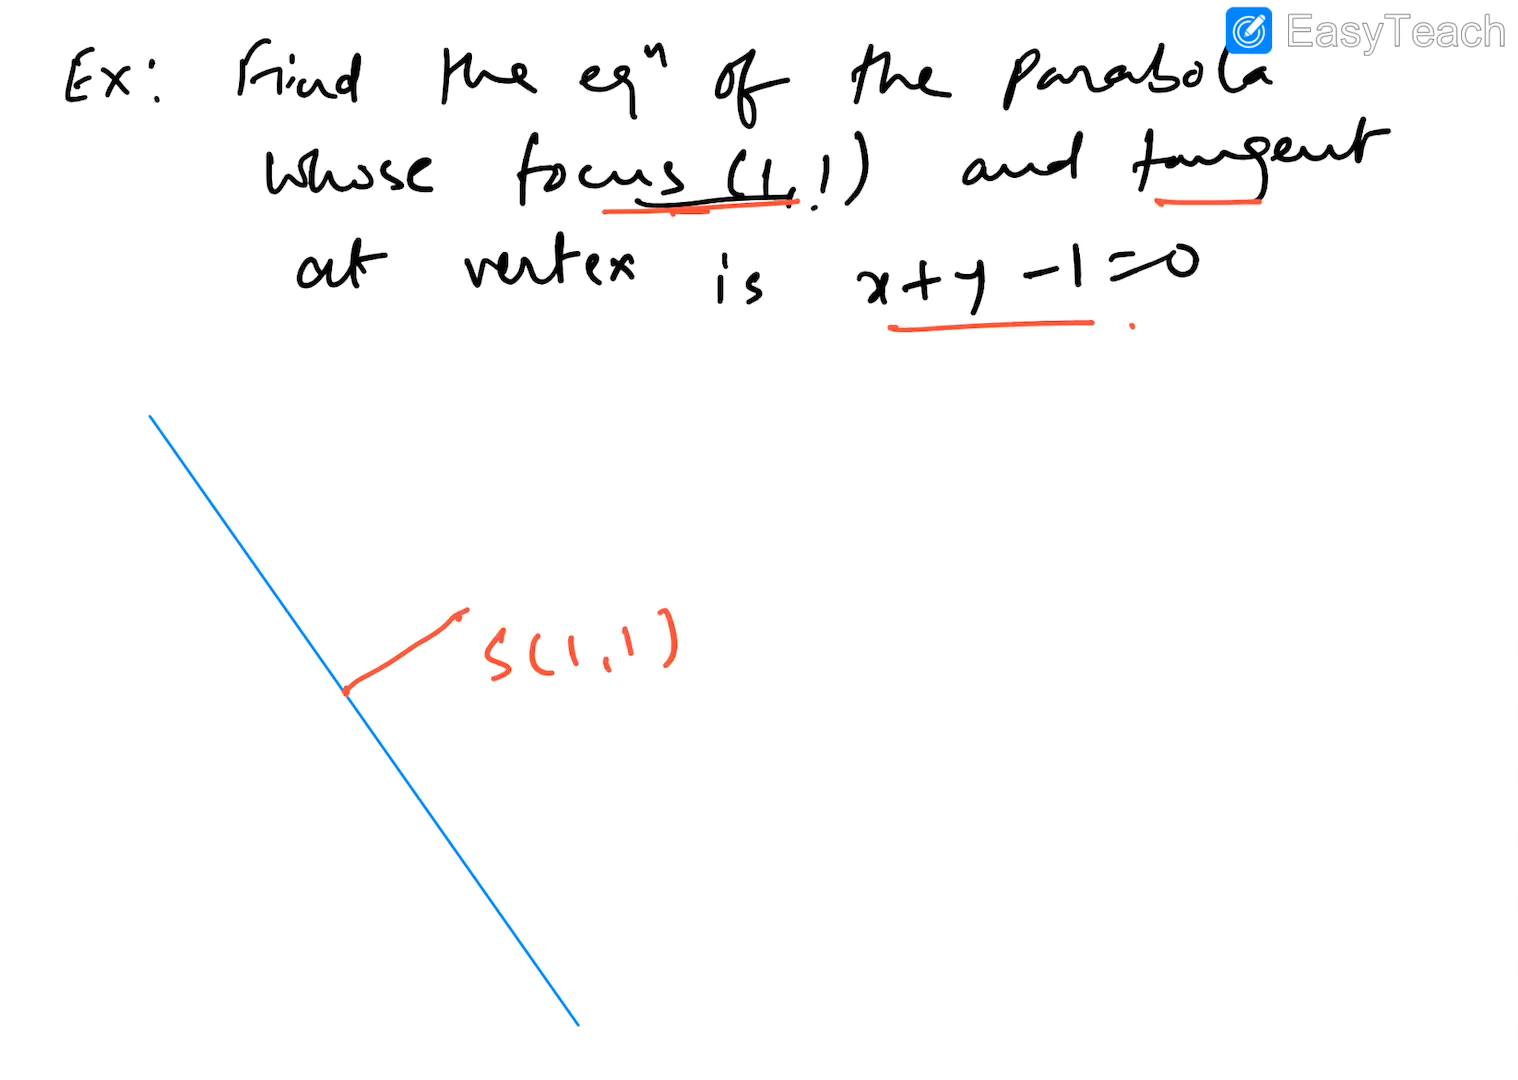 EasyTeach
Ex: Find the eqⁿ of the parabola
whose focus (1,1) and tangent
at vertex is x+y-1=0
S(1,1)